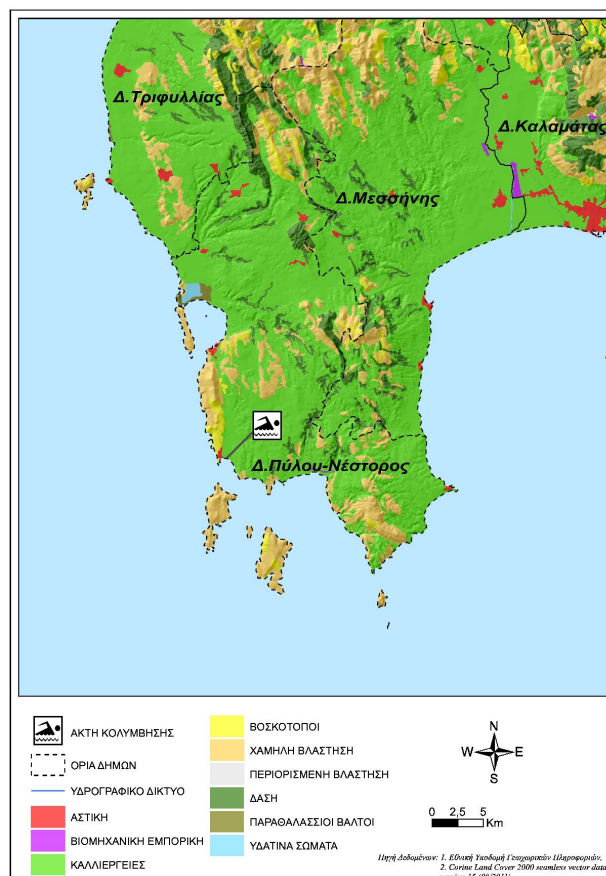 Δ.Τριφυλλίας
Δ.Καλαμάτας
Δ.Μεσσήνης
Δ.Πύλου-Νέστορος
ΑΚΤΗ ΚΟΛΥΜΒΗΣΗΣ
ΟΡΙΑ ΔΗΜΩΝ
ΥΔΡΟΓΡΑΦΙΚΟ ΔΙΚΤΥΟ
ΑΣΤΙΚΗ
ΒΙΟΜΗΧΑΝΙΚΗ ΕΜΠΟΡΙΚΗ
ΚΑΛΛΙΕΡΓΕΙΕΣ
ΒΟΣΚΟΤΟΠΟΙ
ΧΑΜΗΛΗ ΒΛΑΣΤΗΣΗ
ΠΕΡΙΟΡΙΣΜΕΝΗ ΒΛΑΣΤΗΣΗ
ΔΑΣΗ
ΠΑΡΑΘΑΛΑΣΣΙΟΙ ΒΑΛΤΟΙ
ΥΔΑΤΙΝΑ ΣΩΜΑΤΑ
N
W E
S
0 2,5 5
Km
Πηγή Δεδομένων: 1. Εθνική Υποδομή Γεωχωρικών Πληροφοριών,
2. Corine Land Cover 2000 seamless vector data